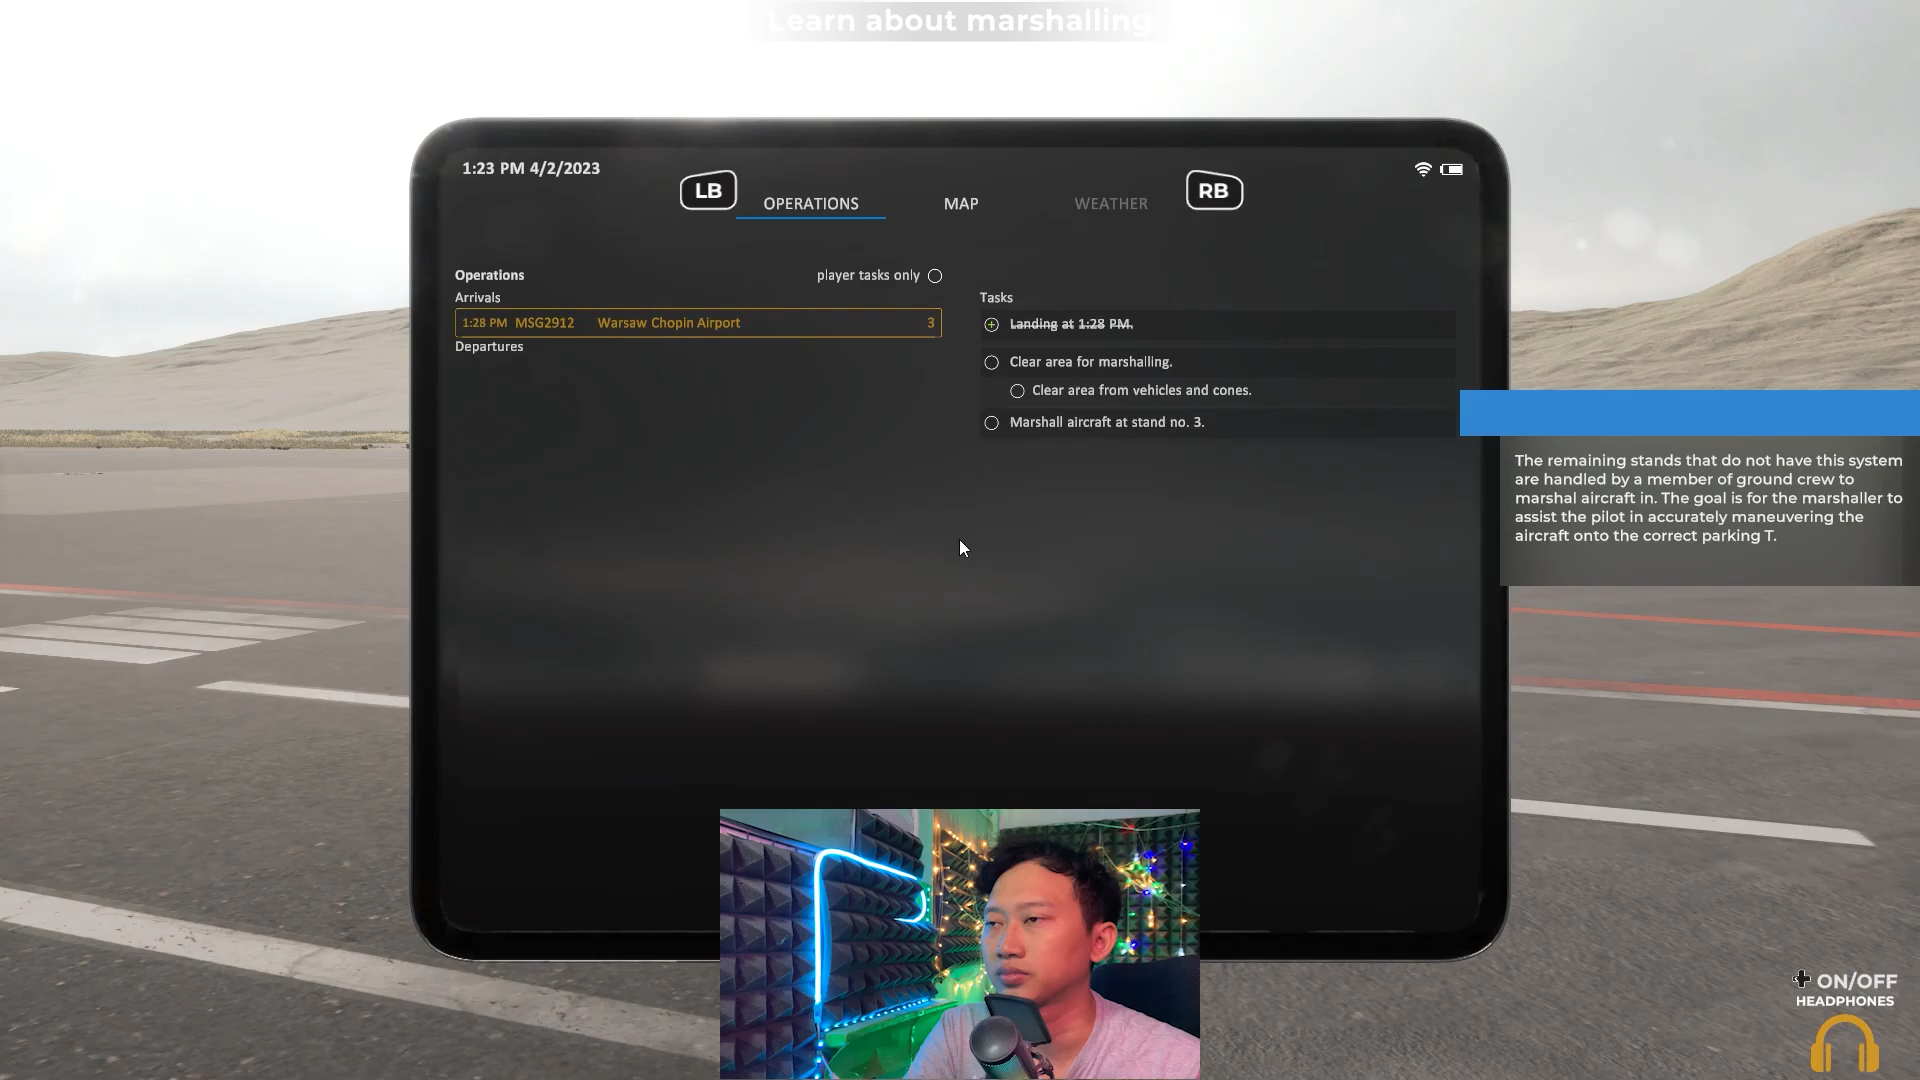 Learn about marshalling
1:23 PM 4/2/2023
LB
OPERATIONS
MAP
WEATHER
RB
Operations
player tasks only
Arrivals
1:28 PM MSG2912 Warsaw Chopin Airport 3
Departures
Tasks
Landing at 1:28 PM.
Clear area for marshalling.
Clear area from vehicles and cones.
Marshall aircraft at stand no. 3.
The remaining stands that do not have this system
are handled by a member of ground crew to
marshal aircraft in. The goal is for the marshaller to
assist the pilot in accurately maneuvering the
aircraft onto the correct parking T.
ON/OFF
HEADPHONES